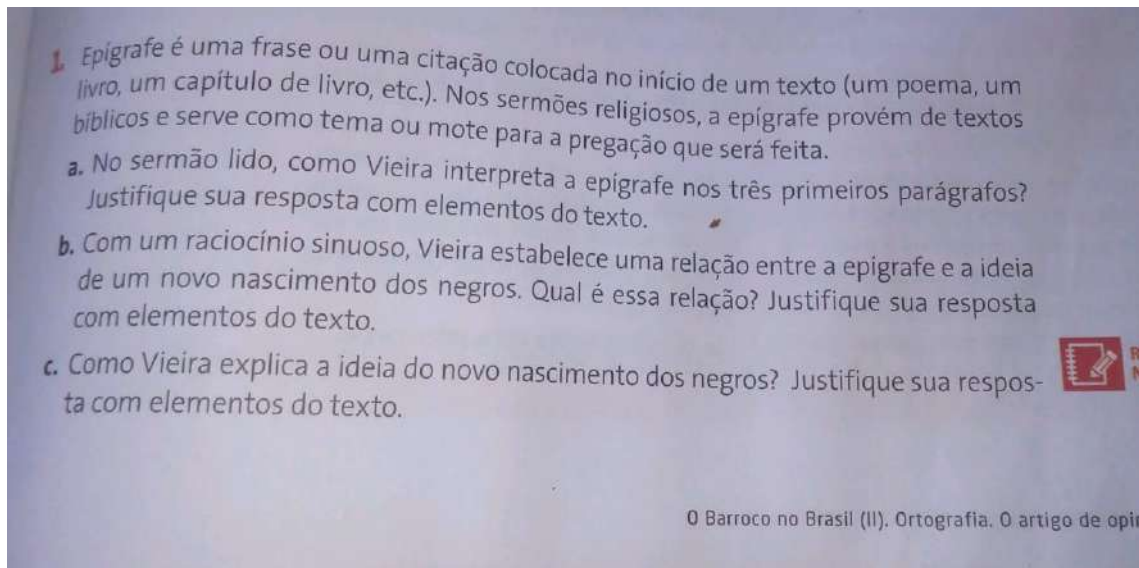 1. Epígrafe é uma frase ou uma citação colocada no início de um texto (um poema, um
livro, um capítulo de livro, etc.). Nos sermões religiosos, a epígrafe provém de textos
bíblicos e serve como tema ou mote para a pregação que será feita.
a. No sermão lido, como Vieira interpreta a epígrafe nos três primeiros parágrafos?
Justifique sua resposta com elementos do texto.
b. Com um raciocínio sinuoso, Vieira estabelece uma relação entre a epígrafe e a ideia
de um novo nascimento dos negros. Qual é essa relação? Justifique sua resposta
com elementos do texto.
c. Como Vieira explica a ideia do novo nascimento dos negros? Justifique sua respos-
ta com elementos do texto.
O Barroco no Brasil (II). Ortografia. O artigo de